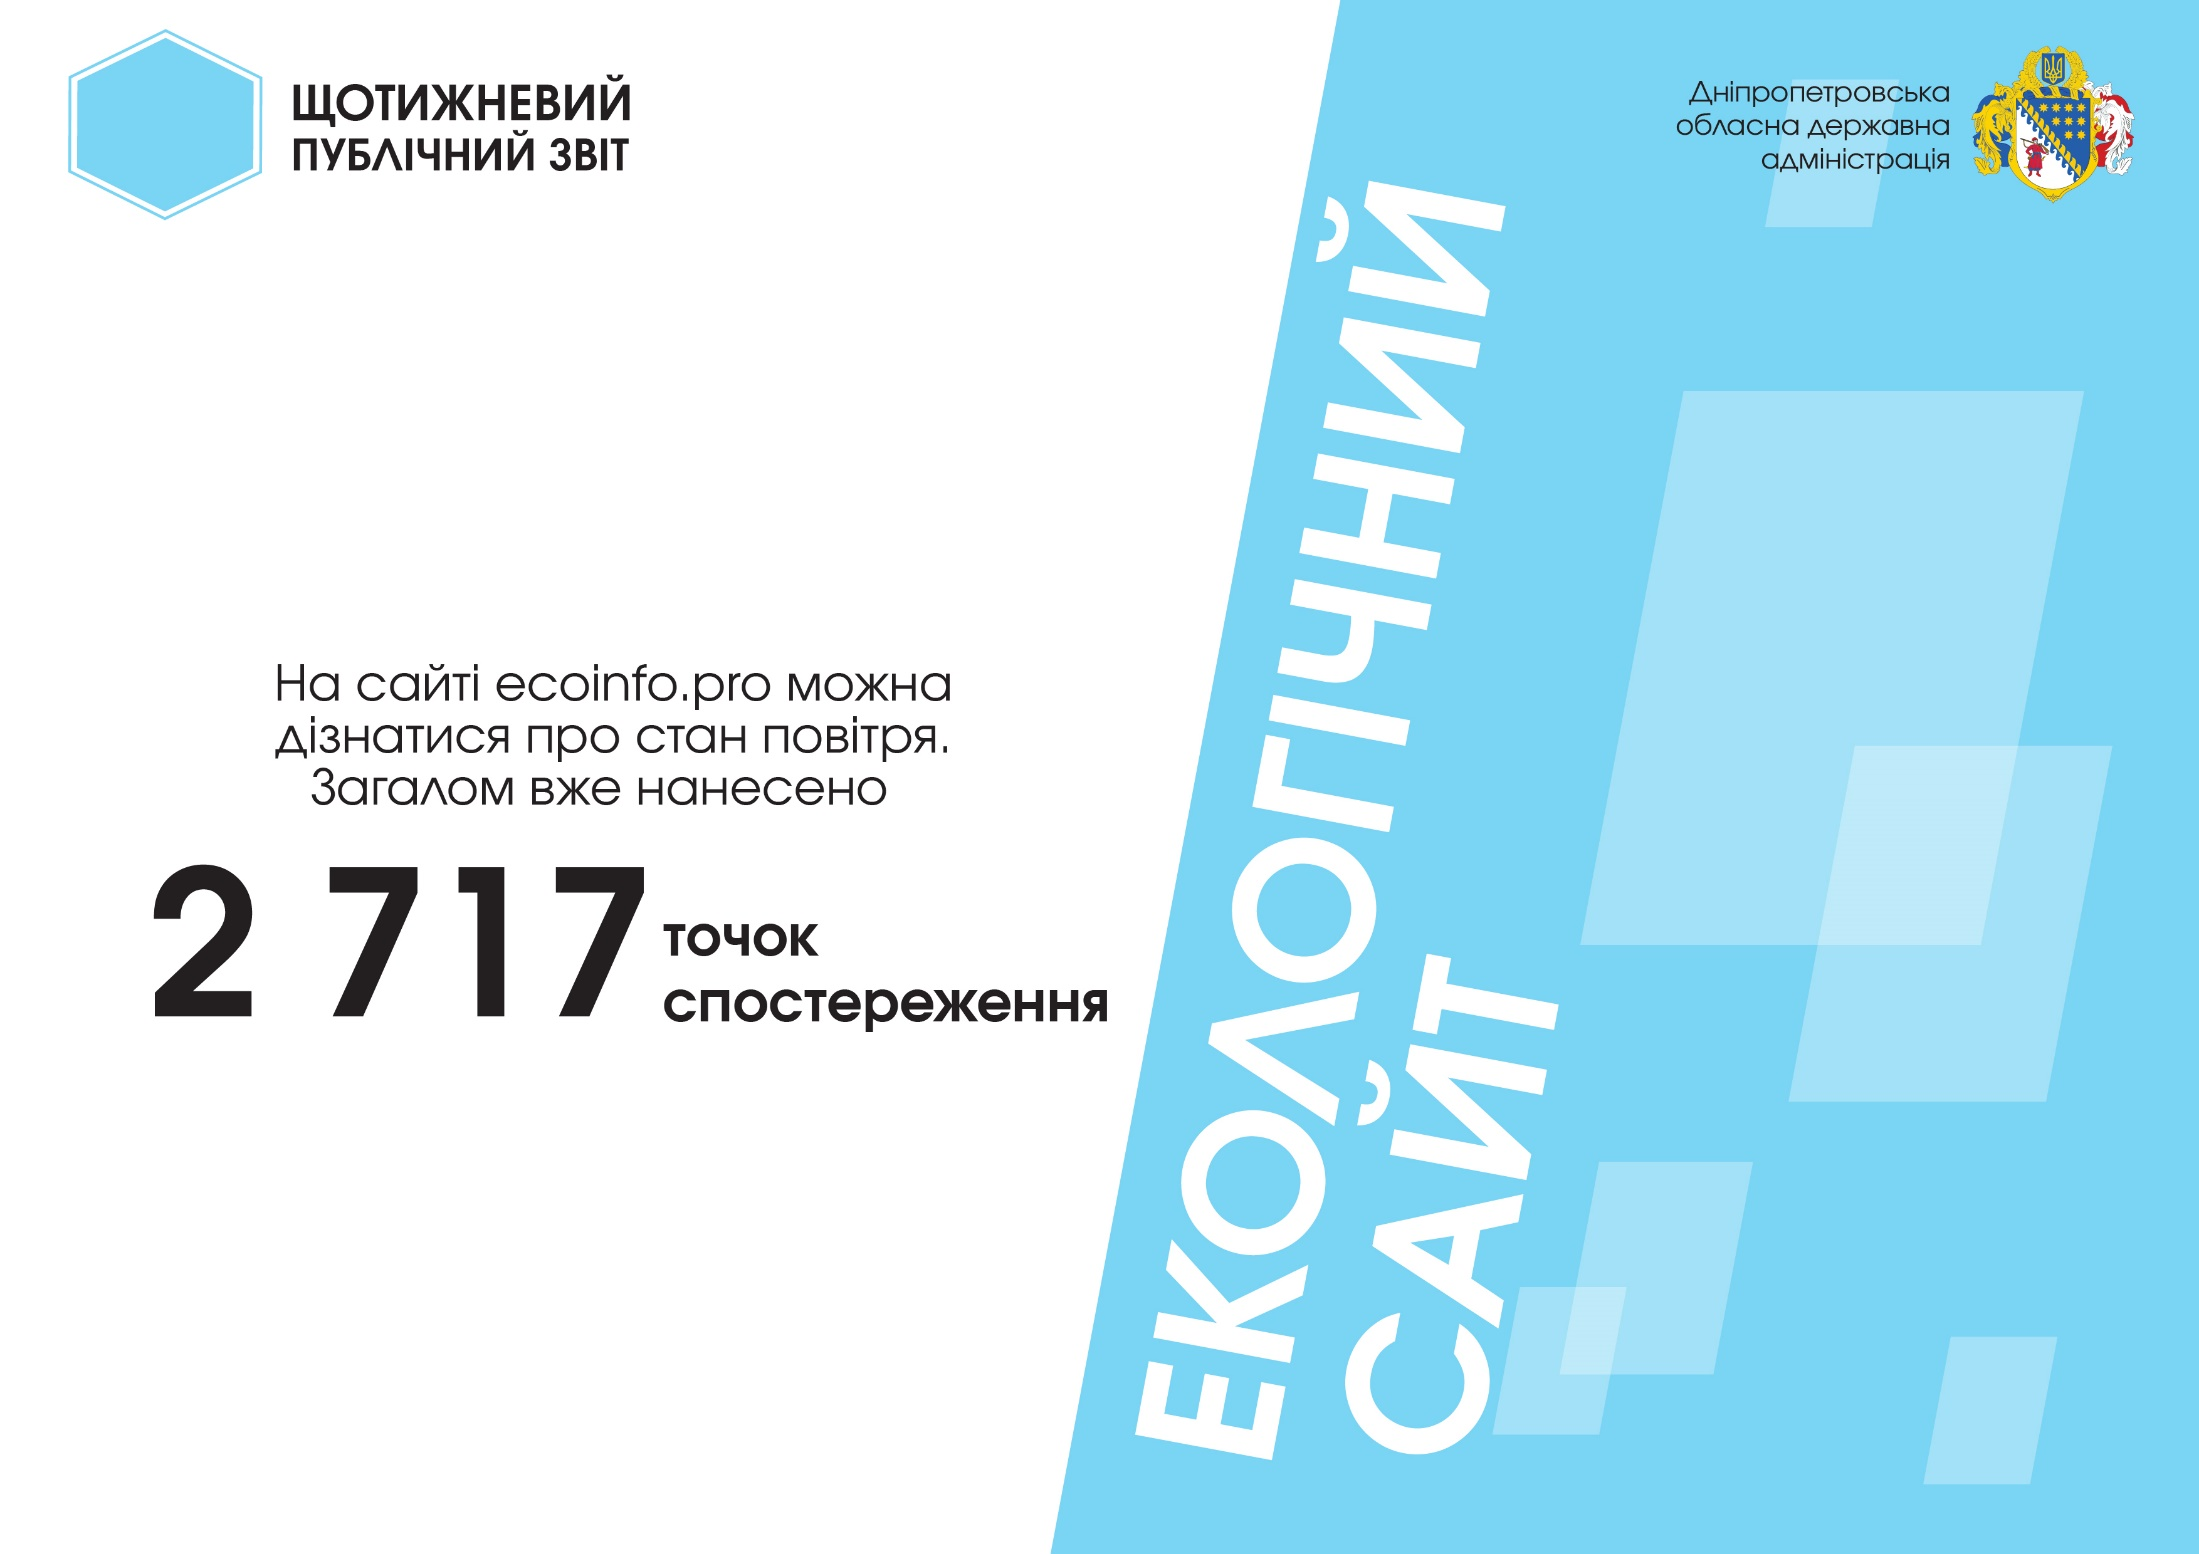 ЩОТИЖНЕВИЙ
ПУБЛІЧНИЙ ЗВІТ
Дніпропетровська
обласна державна
адміністрація
На сайті ecoinfo.pro можна
дізнатися про стан повітря.
Загалом вже нанесено
2 717 точок
спостереження
ЕКОЛОГІЧНИЙ
САЙТ